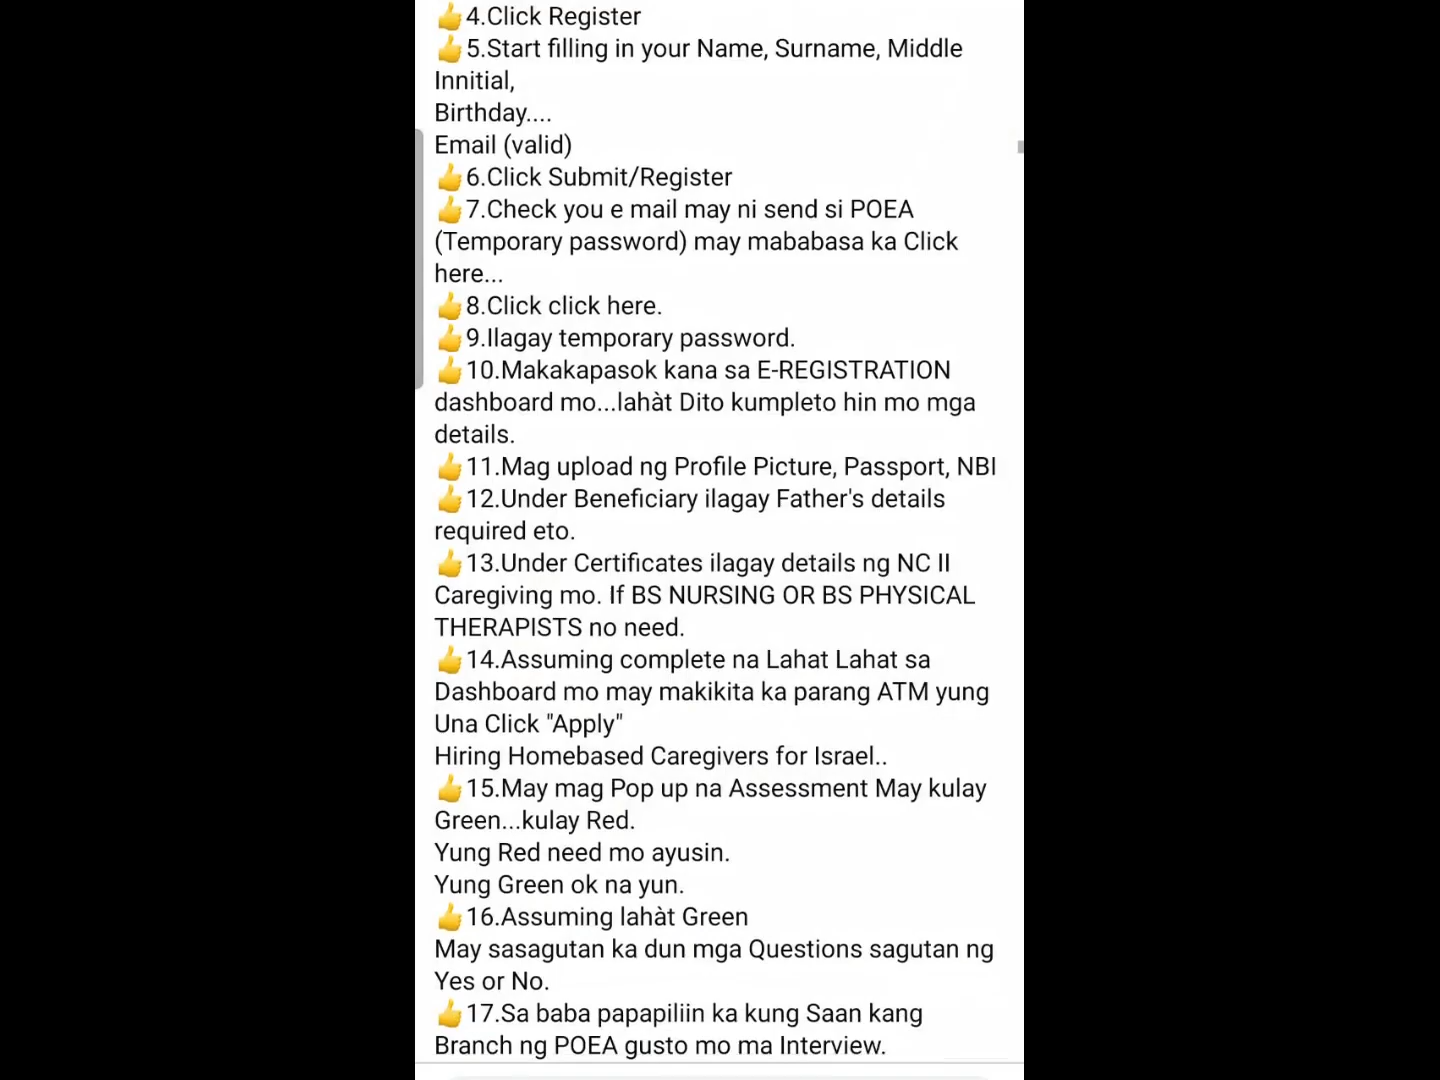 👍4.Click Register
👍5.Start filling in your Name, Surname, Middle
Innitial,
Birthday....
Email (valid)
👍6.Click Submit/Register
👍7.Check you e mail may ni send si POEA
(Temporary password) may mababasa ka Click
here...
👍8.Click click here.
👍9.Ilagay temporary password.
👍10.Makakapasok kana sa E-REGISTRATION
dashboard mo...lahàt Dito kumpleto hin mo mga
details.
👍11.Mag upload ng Profile Picture, Passport, NBI
👍12.Under Beneficiary ilagay Father's details
required eto.
👍13.Under Certificates ilagay details ng NC II
Caregiving mo. If BS NURSING OR BS PHYSICAL
THERAPISTS no need.
👍14.Assuming complete na Lahat Lahat sa
Dashboard mo may makikita ka parang ATM yung
Una Click "Apply"
Hiring Homebased Caregivers for Israel..
👍15.May mag Pop up na Assessment May kulay
Green...kulay Red.
Yung Red need mo ayusin.
Yung Green ok na yun.
👍16.Assuming lahàt Green
May sasagutan ka dun mga Questions sagutan ng
Yes or No.
👍17.Sa baba papapiliin ka kung Saan kang
Branch ng POEA gusto mo ma Interview.